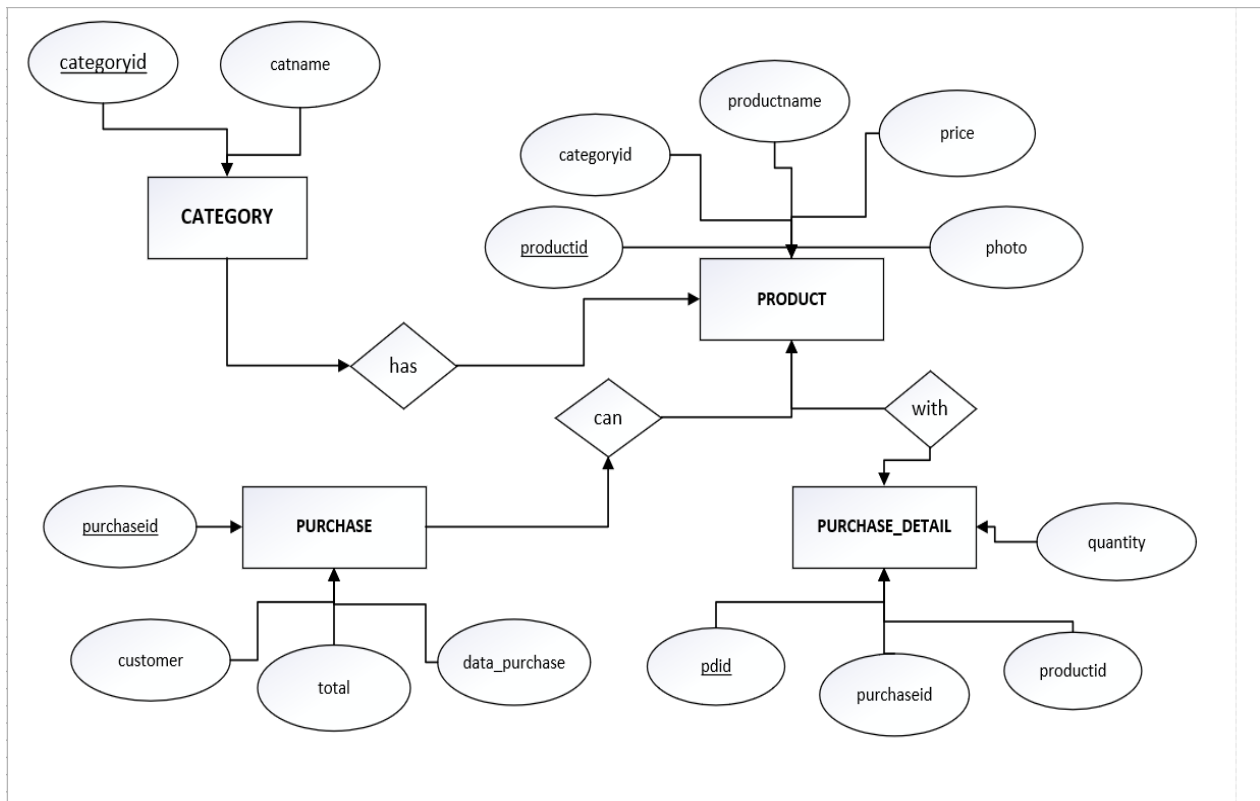 categoryid
catname
productname
price
categoryid
CATEGORY
productid
photo
PRODUCT
has
can
with
purchaseid
PURCHASE
PURCHASE_DETAIL
quantity
customer
total
data_purchase
pdid
purchaseid
productid